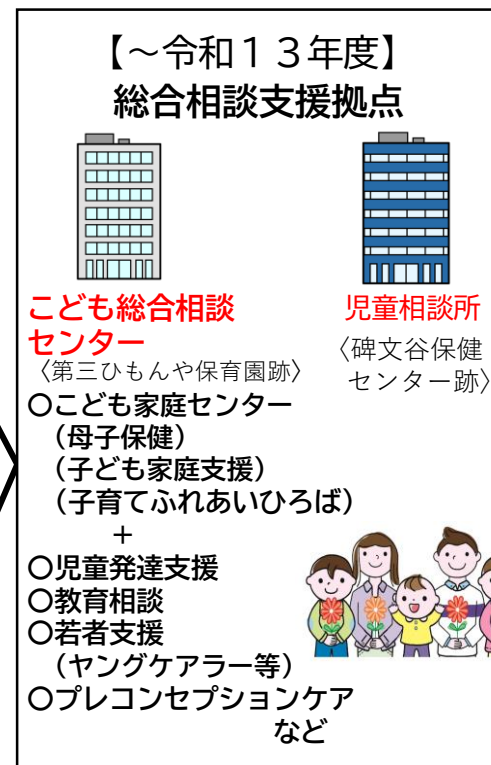 【～令和１３年度】
総合相談支援拠点
こども総合相談
センター
〈第三ひもんや保育園跡〉
児童相談所
〈碑文谷保健
センター跡〉
〇こども家庭センター
（母子保健）
（子ども家庭支援）
（子育てふれあいひろば）
＋
〇児童発達支援
〇教育相談
〇若者支援
（ヤングケアラー等）
〇プレコンセプションケア
など